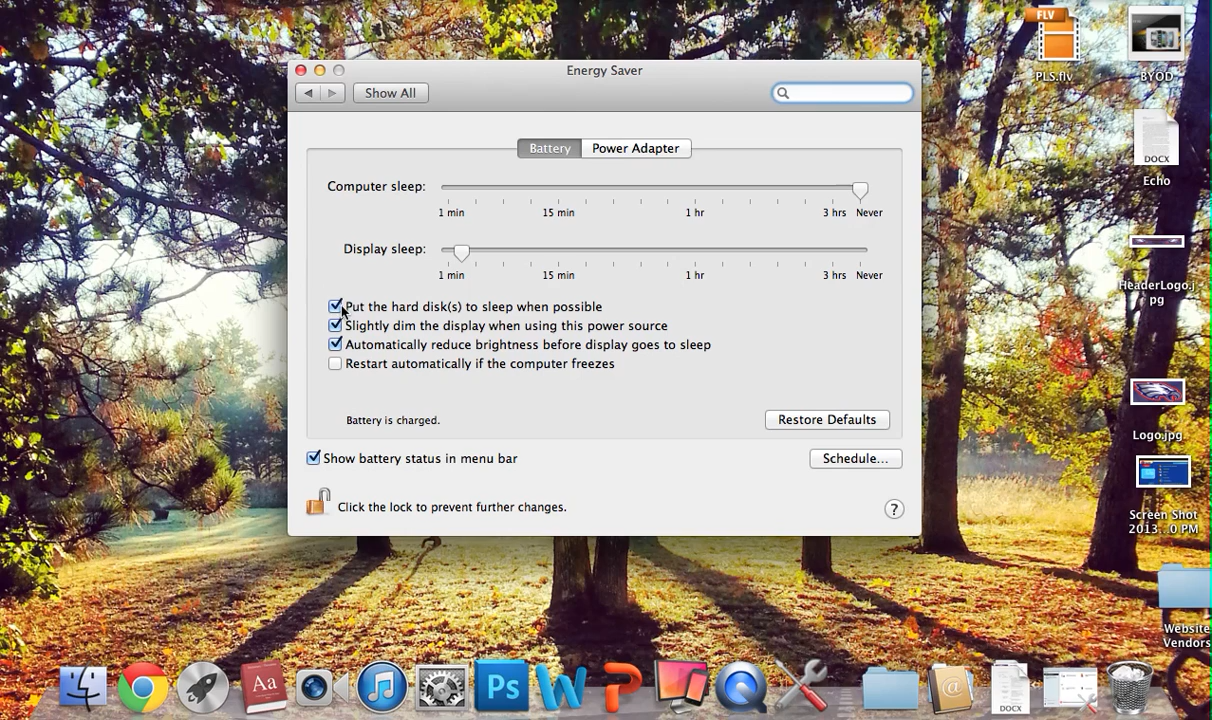 Energy Saver
Show All
Battery
Power Adapter
Computer sleep:
1 min
15 min
1 hr
3 hrs
Never
Display sleep:
1 min
15 min
1 hr
3 hrs
Never
Put the hard disk(s) to sleep when possible
Slightly dim the display when using this power source
Automatically reduce brightness before display goes to sleep
Restart automatically if the computer freezes
Battery is charged.
Restore Defaults
Show battery status in menu bar
Schedule...
Click the lock to prevent further changes.
?
FLV
PLS.flv
BYOD
DOCX
Echo
HeaderLogo.j
pg
Logo.jpg
Screen Shot
2013...0 PM
Website
Vendors
Aa
Ps
W
P
@
DOCX